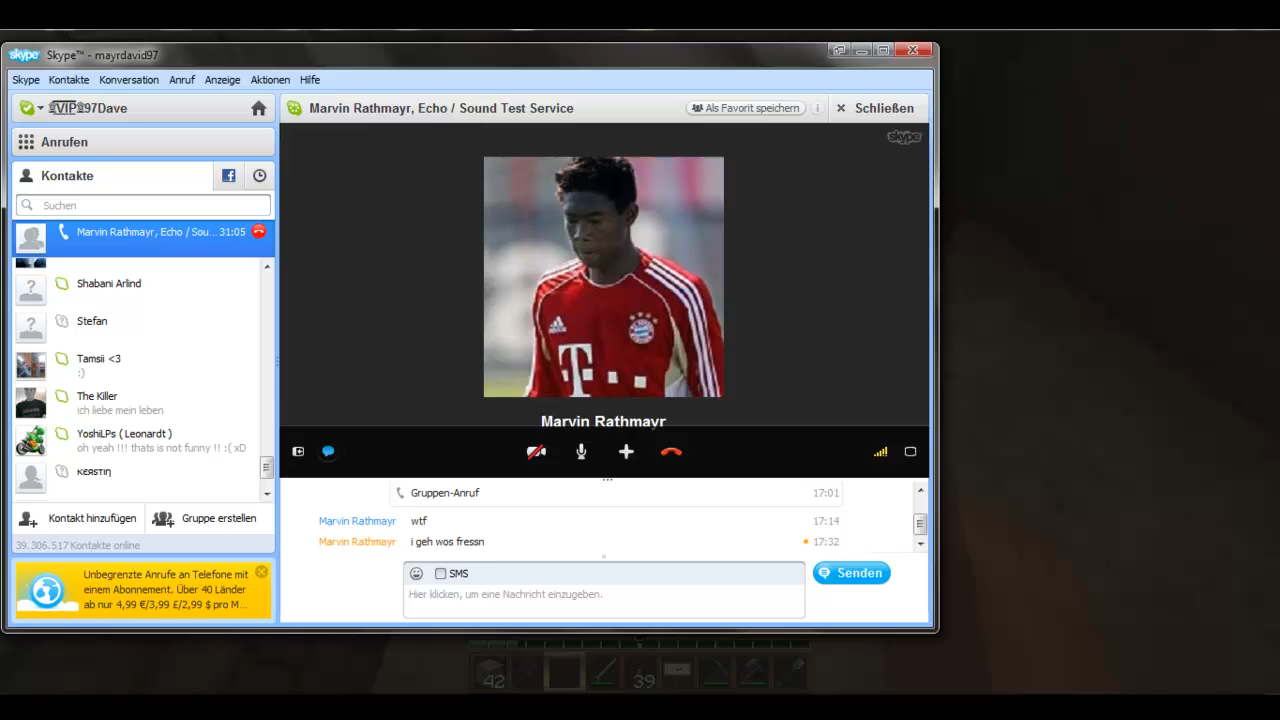 Skype™ - mayrdavid97
Skype Kontakte Konversation Anruf Anzeige Aktionen Hilfe
VIP 97Dave
Marvin Rathmayr, Echo / Sound Test Service
Als Favorit speichern
Schließen
Anrufen
skype
Kontakte
Suchen
Marvin Rathmayr, Echo / Sou... 31:05
Shabani Arlind
Stefan
Tamsii <3
:)
The Killer
ich liebe mein leben
YoshiLPs ( Leonardt )
oh yeah !!! thats is not funny !! :( xD
кεяsтιη
Kontakt hinzufügen
Gruppe erstellen
39.306.517 Kontakte online
Unbegrenzte Anrufe an Telefone mit
einem Abonnement. Über 40 Länder
ab nur 4,99 €/3,99 £/2,99 $ pro M...
T
Marvin Rathmayr
Gruppen-Anruf 17:01
Marvin Rathmayr wtf 17:14
Marvin Rathmayr i geh wos fressn 17:32
SMS
Hier klicken, um eine Nachricht einzugeben.
Senden
42
39